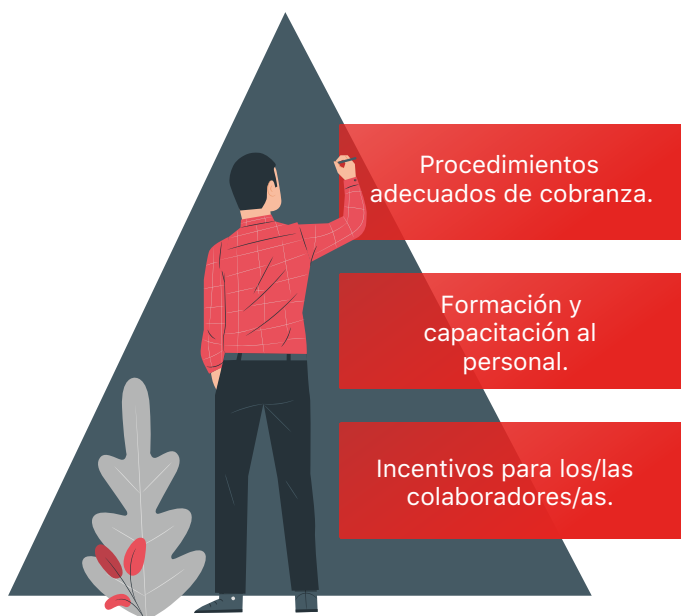 Procedimientos
adecuados de cobranza.
Formación y
capacitación al
personal.
Incentivos para los/las
colaboradores/as.